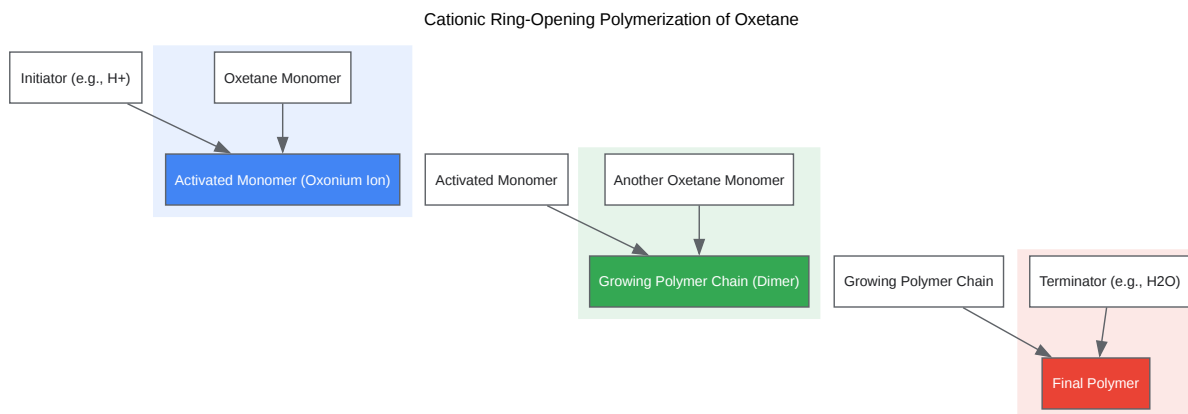 Cationic Ring-Opening Polymerization of Oxetane
Initiator (e.g., H+)
Oxetane Monomer
Activated Monomer (Oxonium Ion)
Activated Monomer
Another Oxetane Monomer
Growing Polymer Chain (Dimer)
Growing Polymer Chain
Terminator (e.g., H2O)
Final Polymer